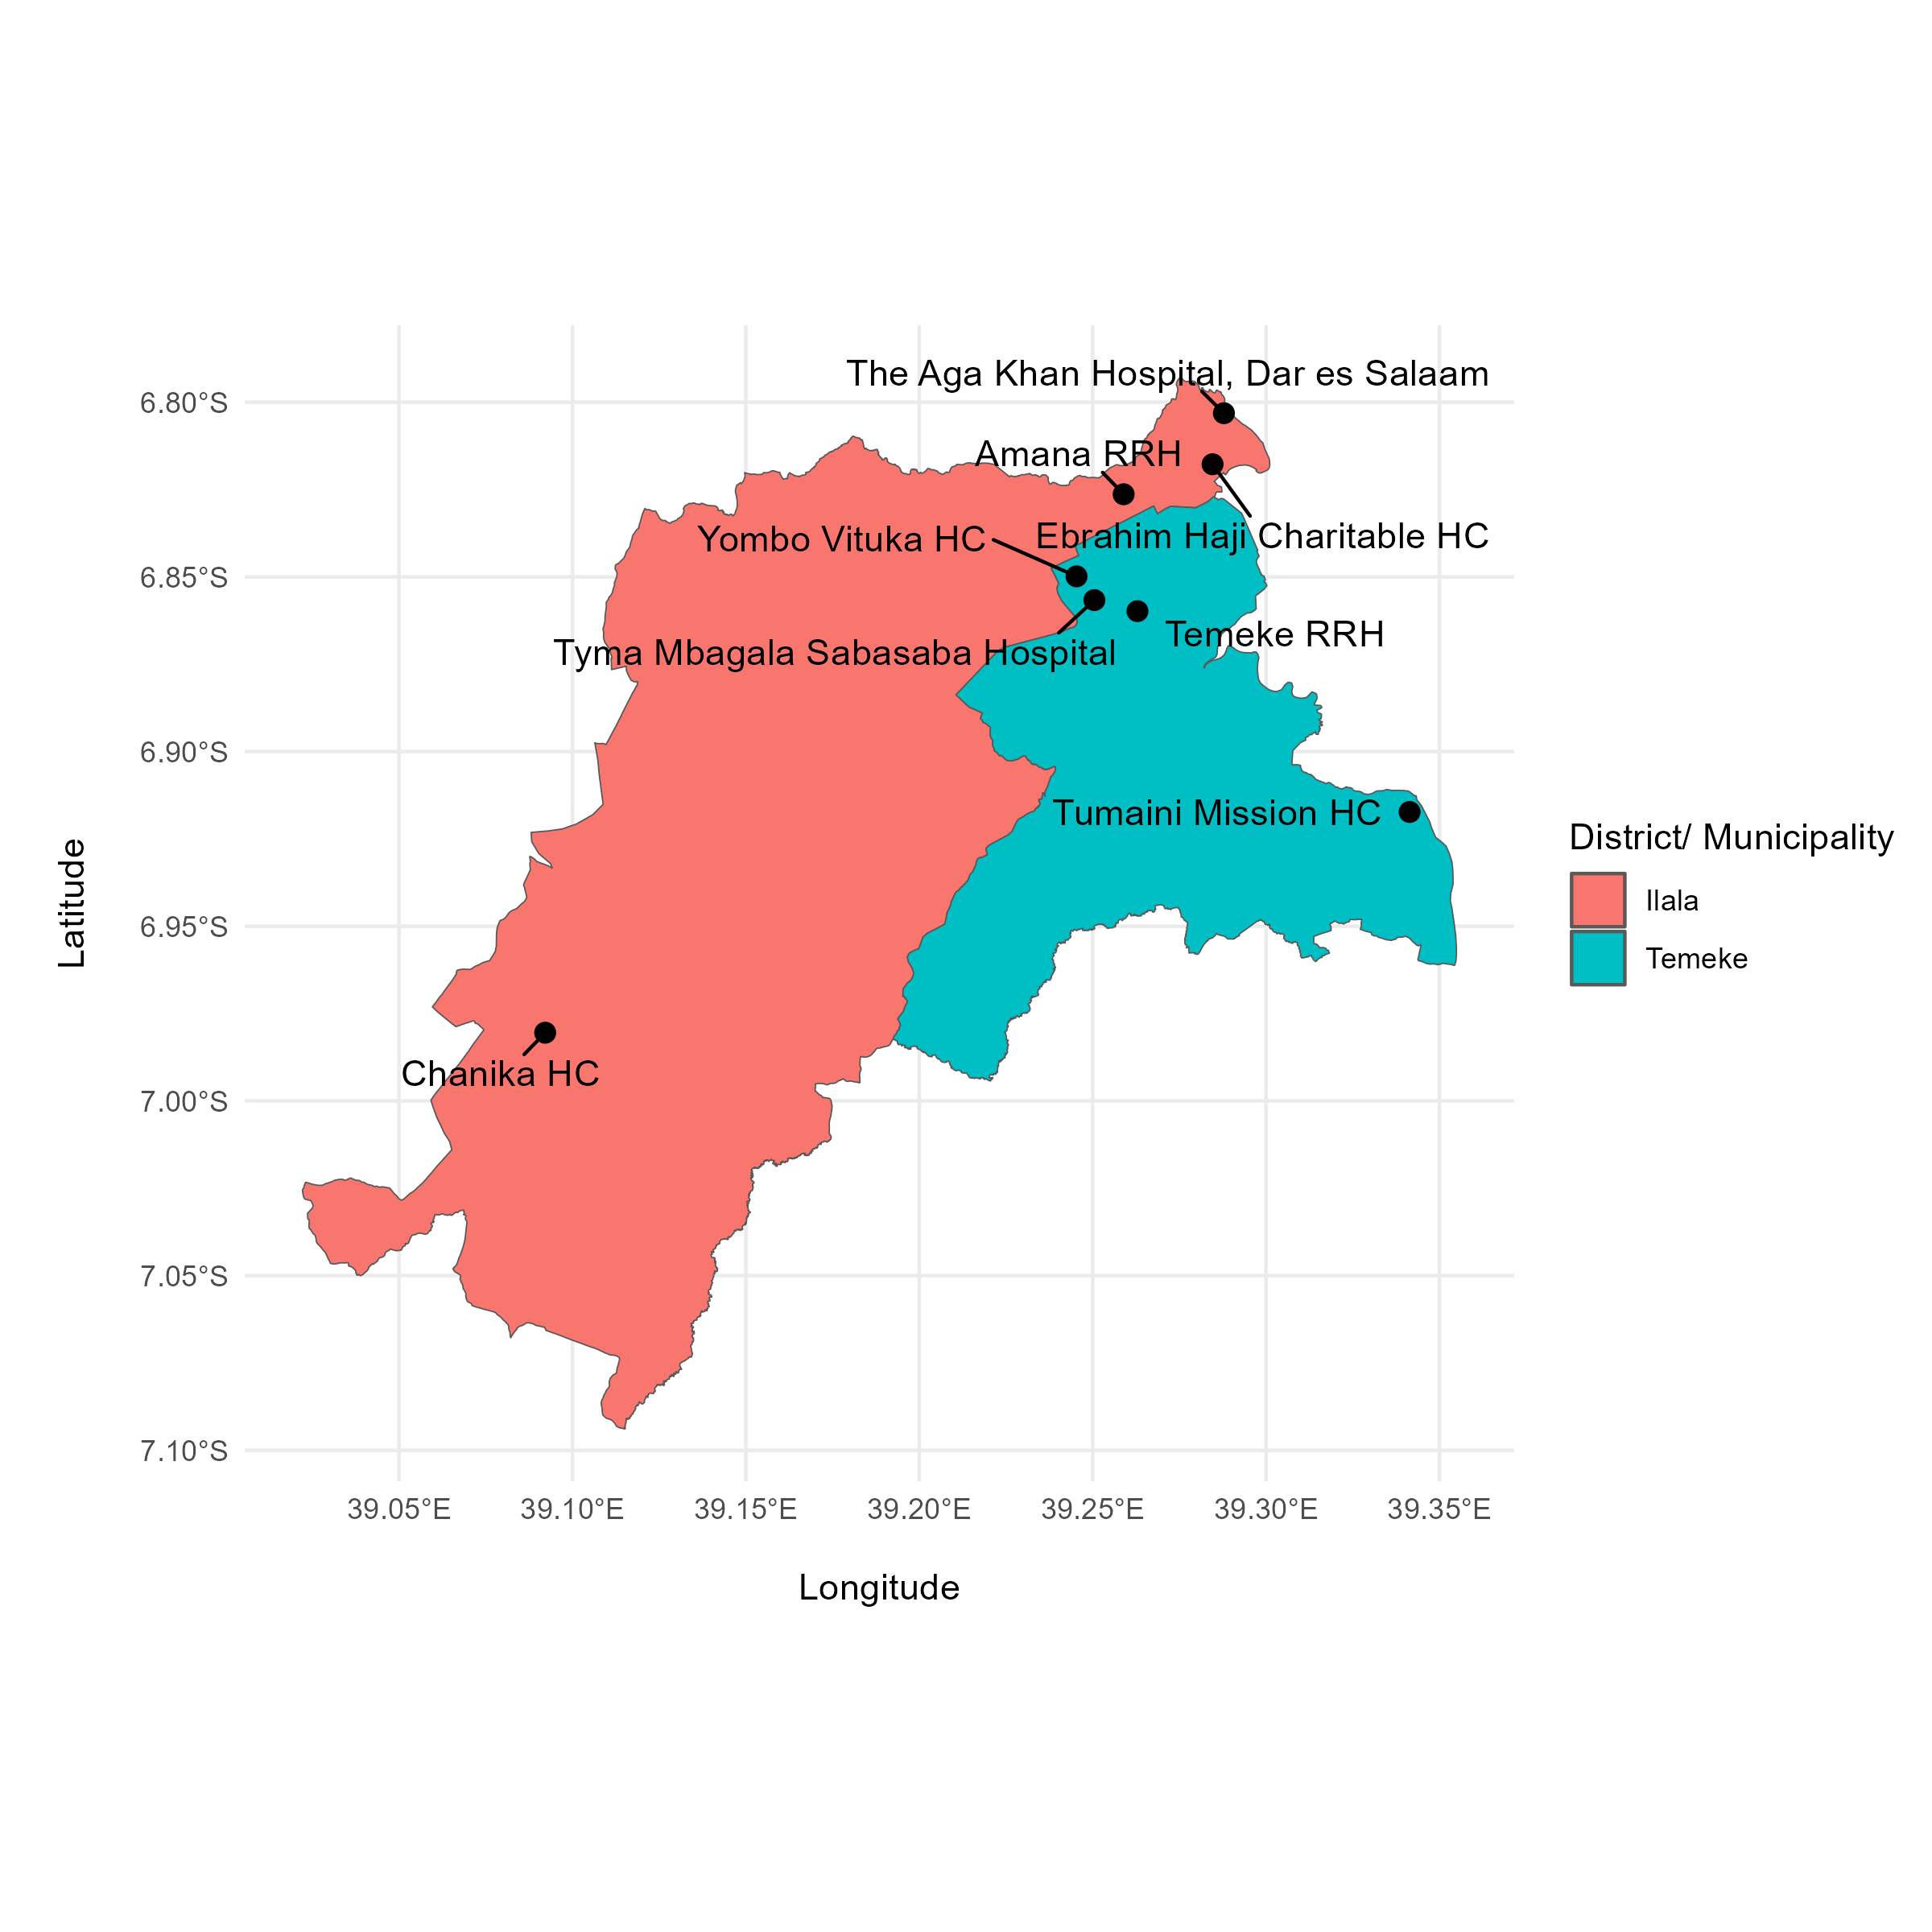 The Aga Khan Hospital, Dar es Salaam
6.80°S
Amana RRH
Yombo Vituka HC
Ebrahim Haji Charitable HC
6.85°S
Temeke RRH
Tyma Mbagala Sabasaba Hospital
6.90°S
Tumaini Mission HC
6.95°S
Chanika HC
7.00°S
7.05°S
7.10°S
39.05°E
39.10°E
39.15°E
39.20°E
39.25°E
39.30°E
39.35°E
Longitude
Latitude
District/ Municipality
Ilala
Temeke